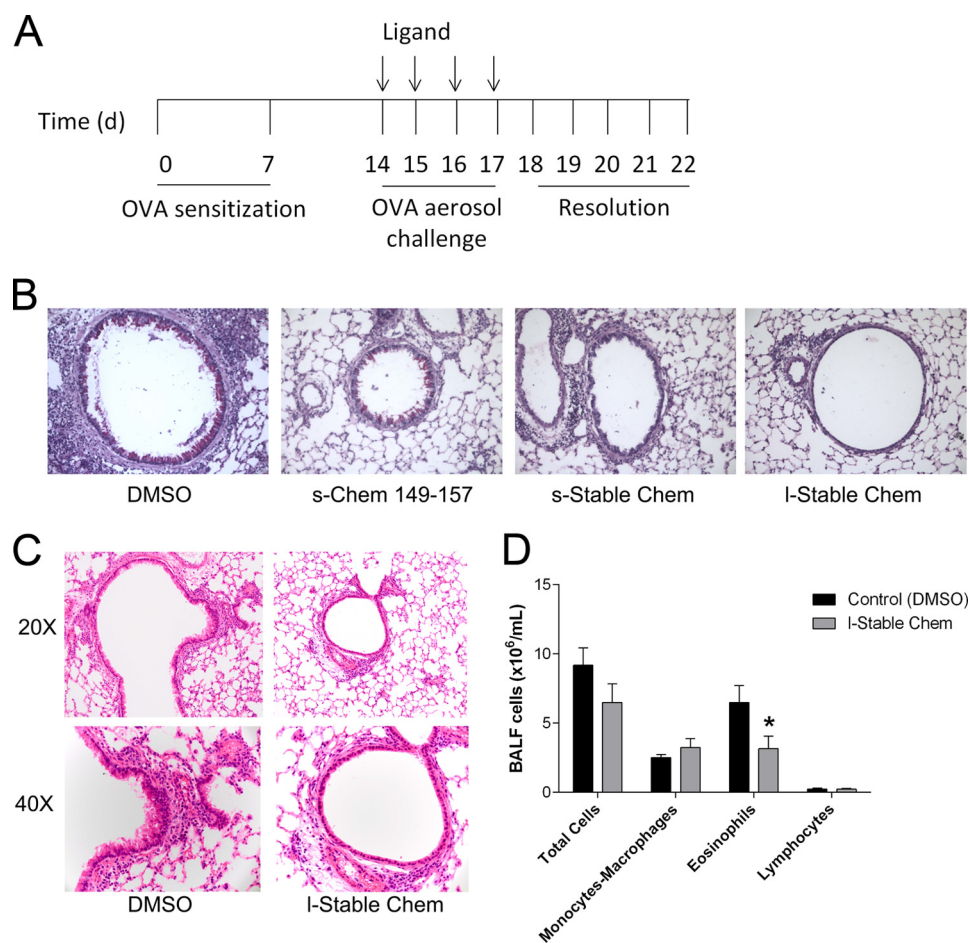 A
Ligand
Time (d)
0 7 14 15 16 17 18 19 20 21 22
OVA sensitization OVA aerosol challenge Resolution
B
DMSO s-Chem 149-157 s-Stable Chem l-Stable Chem
C
20X
40X
DMSO l-Stable Chem
D
BALF cells (x10⁶/mL)
15
10
5
0
Control (DMSO)
l-Stable Chem
*
Total Cells
Monocytes-Macrophages
Eosinophils
Lymphocytes